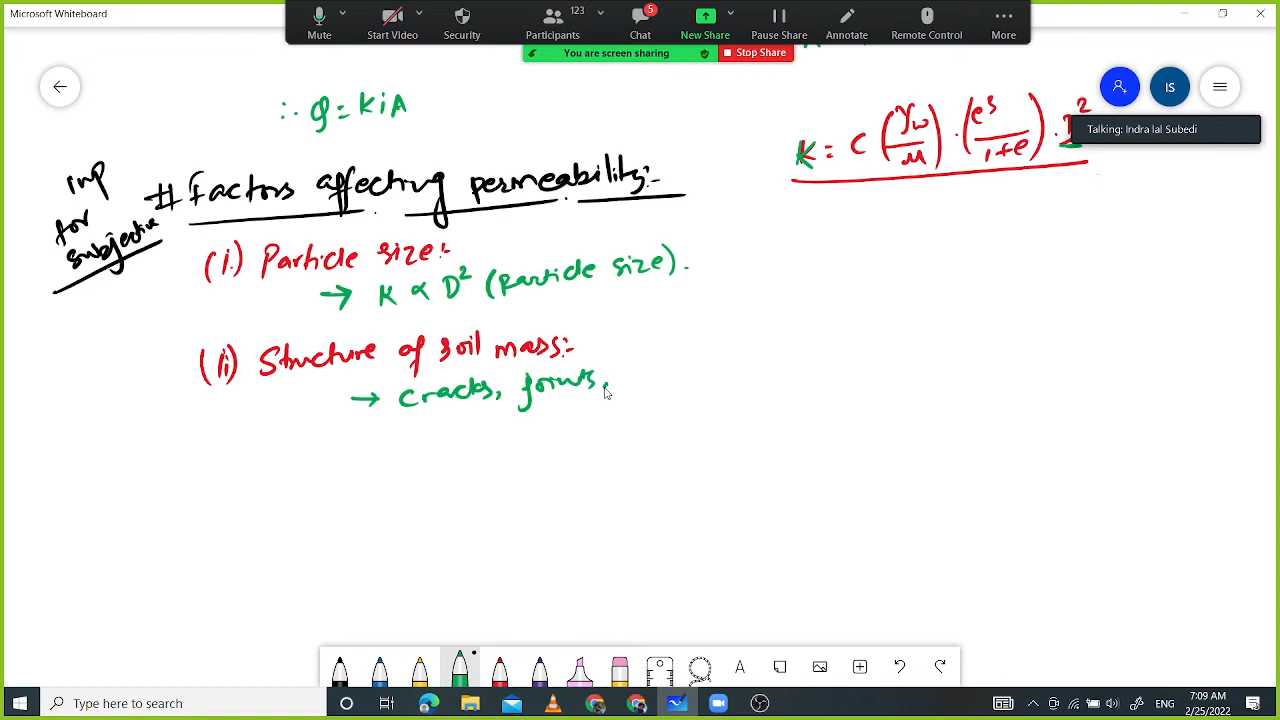 Microsoft Whiteboard
Mute
Start Video
Security
123
Participants
5
Chat
New Share
Pause Share
Annotate
Remote Control
More
You are screen sharing
Stop Share
IS
Talking: Indra lal Subedi
∴ Q = KiA
K = C (γw/μ) · (e³/1+e) ·
imp
for
subjective
# Factors affecting permeability:-
(i.) Particle size:-
→ K ∝ D² (Particle size).
(ii) Structure of soil mass:-
→ cracks, joints,
A
Type here to search
ENG
7:09 AM
2/25/2022